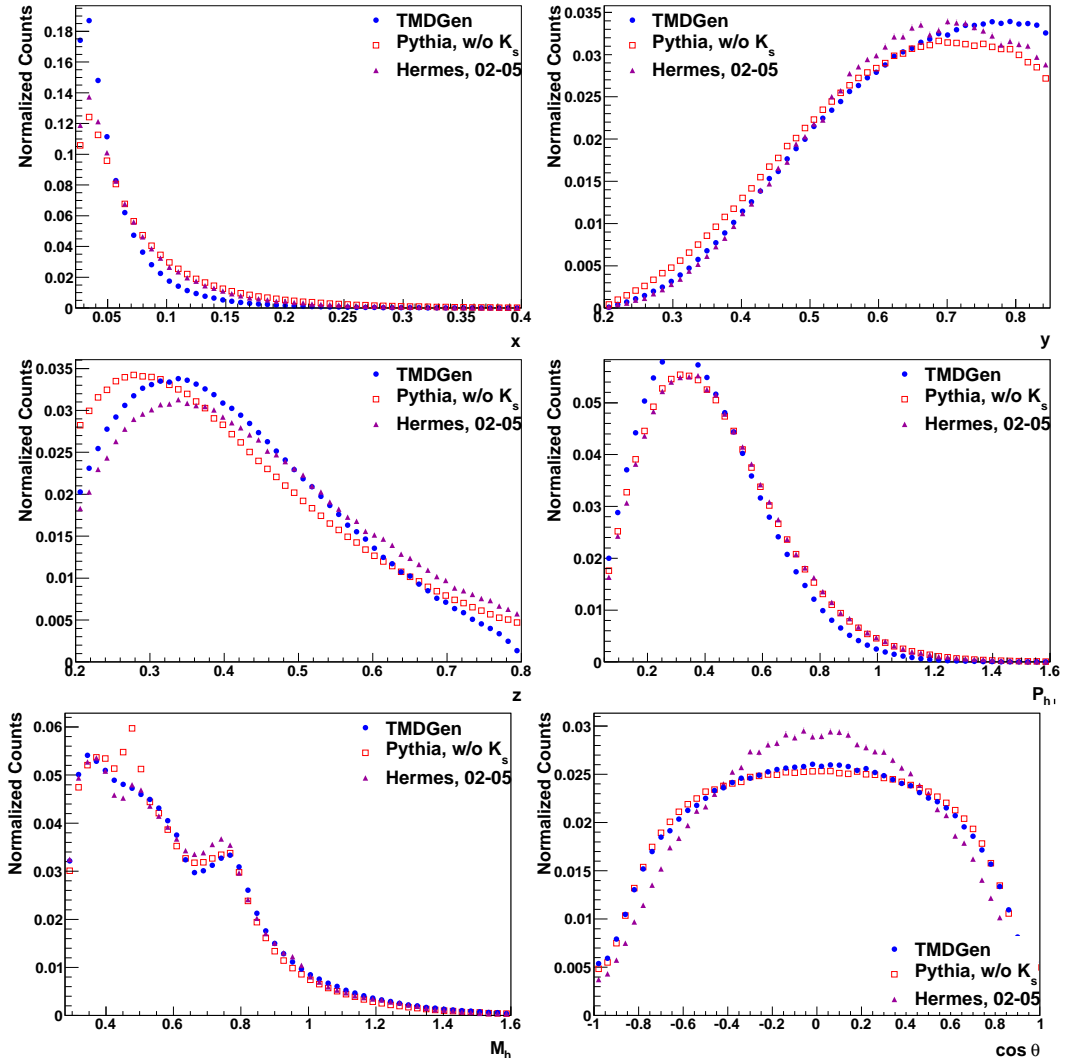 Normalized Counts
0.18
0.16
0.14
0.12
0.1
0.08
0.06
0.04
0.02
0
0.05 0.1 0.15 0.2 0.25 0.3 0.35 0.4
x
TMDGen
Pythia, w/o Ks
Hermes, 02-05
Normalized Counts
0.035
0.03
0.025
0.02
0.015
0.01
0.005
0
0.2 0.3 0.4 0.5 0.6 0.7 0.8
y
TMDGen
Pythia, w/o Ks
Hermes, 02-05
Normalized Counts
0.035
0.03
0.025
0.02
0.015
0.01
0.005
0
0.2 0.3 0.4 0.5 0.6 0.7 0.8
z
TMDGen
Pythia, w/o Ks
Hermes, 02-05
Normalized Counts
0.05
0.04
0.03
0.02
0.01
0
0.2 0.4 0.6 0.8 1 1.2 1.4 1.6
Ph
TMDGen
Pythia, w/o Ks
Hermes, 02-05
Normalized Counts
0.06
0.05
0.04
0.03
0.02
0.01
0
0.4 0.6 0.8 1 1.2 1.4 1.6
Mh
TMDGen
Pythia, w/o Ks
Hermes, 02-05
Normalized Counts
0.03
0.025
0.02
0.015
0.01
0.005
0
-1 -0.8 -0.6 -0.4 -0.2 0 0.2 0.4 0.6 0.8 1
cos θ
TMDGen
Pythia, w/o Ks
Hermes, 02-05